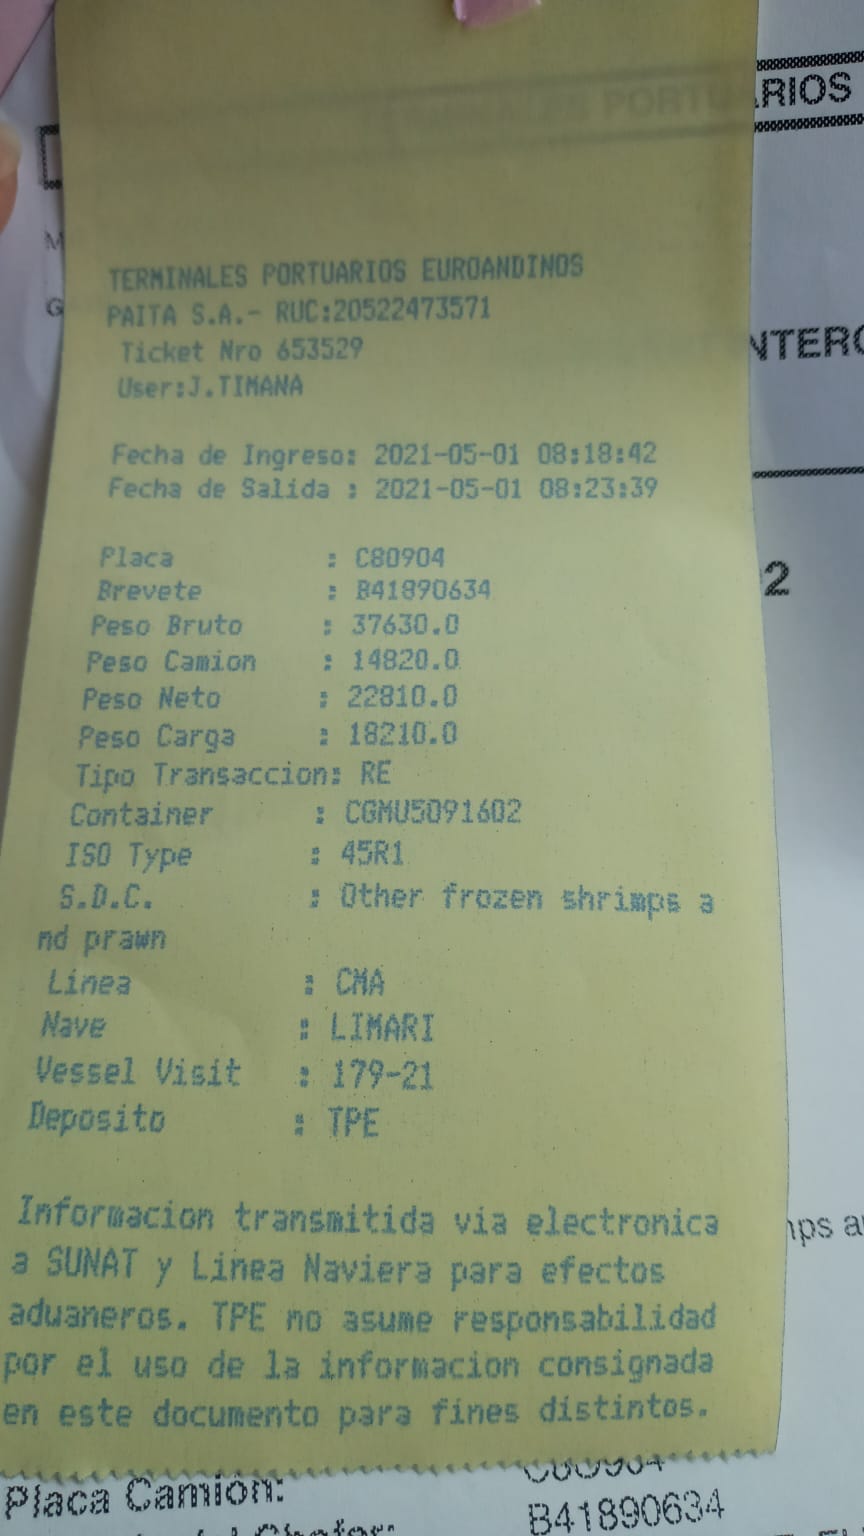 PORTUARIOS
TERMINALES PORTUARIOS EUROANDINOS
PAITA S.A.- RUC:20522473571
Ticket Nro 653529
User:J.TIMANA
Fecha de Ingreso: 2021-05-01 08:18:42
Fecha de Salida : 2021-05-01 08:23:39
Placa : C80904
Brevete : B41890634
Peso Bruto : 37630.0
Peso Camion : 14820.0
Peso Neto : 22810.0
Peso Carga : 18210.0
Tipo Transaccion: RE
Container : CGMU5091602
ISO Type : 45R1
S.D.C. : Other frozen shrimps a
nd prawn
Linea : CMA
Nave : LIMARI
Vessel Visit : 179-21
Deposito : TPE
Informacion transmitida via electronica
a SUNAT y Linea Naviera para efectos
aduaneros. TPE no asume responsabilidad
por el uso de la informacion consignada
en este documento para fines distintos.
Placa Camión: C80904
B41890634